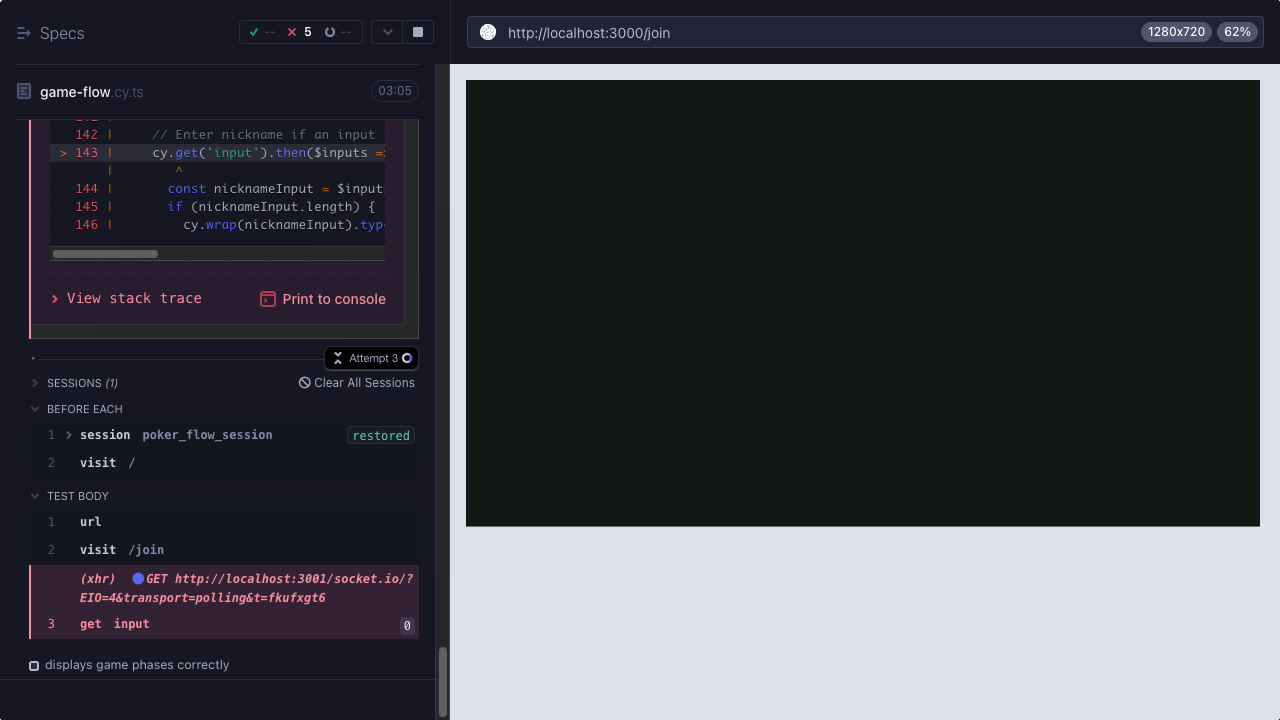 Specs
-- 5 --
http://localhost:3000/join
1280x720
62%
game-flow.cy.ts
03:05
142 | // Enter nickname if an input
> 143 | cy.get('input').then($inputs =>
| ^
144 | const nicknameInput = $input
145 | if (nicknameInput.length) {
146 | cy.wrap(nicknameInput).typ
View stack trace
Print to console
Attempt 3
SESSIONS (1)
Clear All Sessions
BEFORE EACH
1 session poker_flow_session restored
2 visit /
TEST BODY
1 url
2 visit /join
(xhr) GET http://localhost:3001/socket.io/?
EIO=4&transport=polling&t=fkufxgt6
3 get input 0
displays game phases correctly